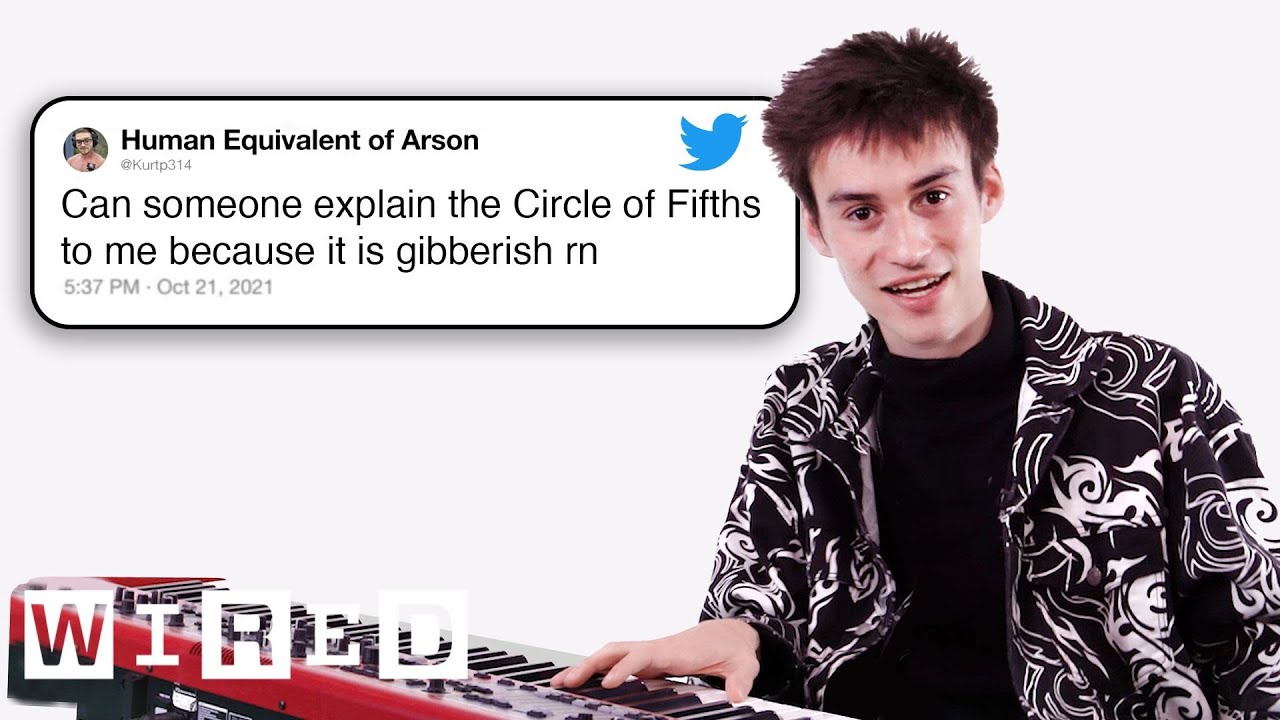 Human Equivalent of Arson
@Kurtp314
Can someone explain the Circle of Fifths
to me because it is gibberish rn
5:37 PM · Oct 21, 2021
WIRED